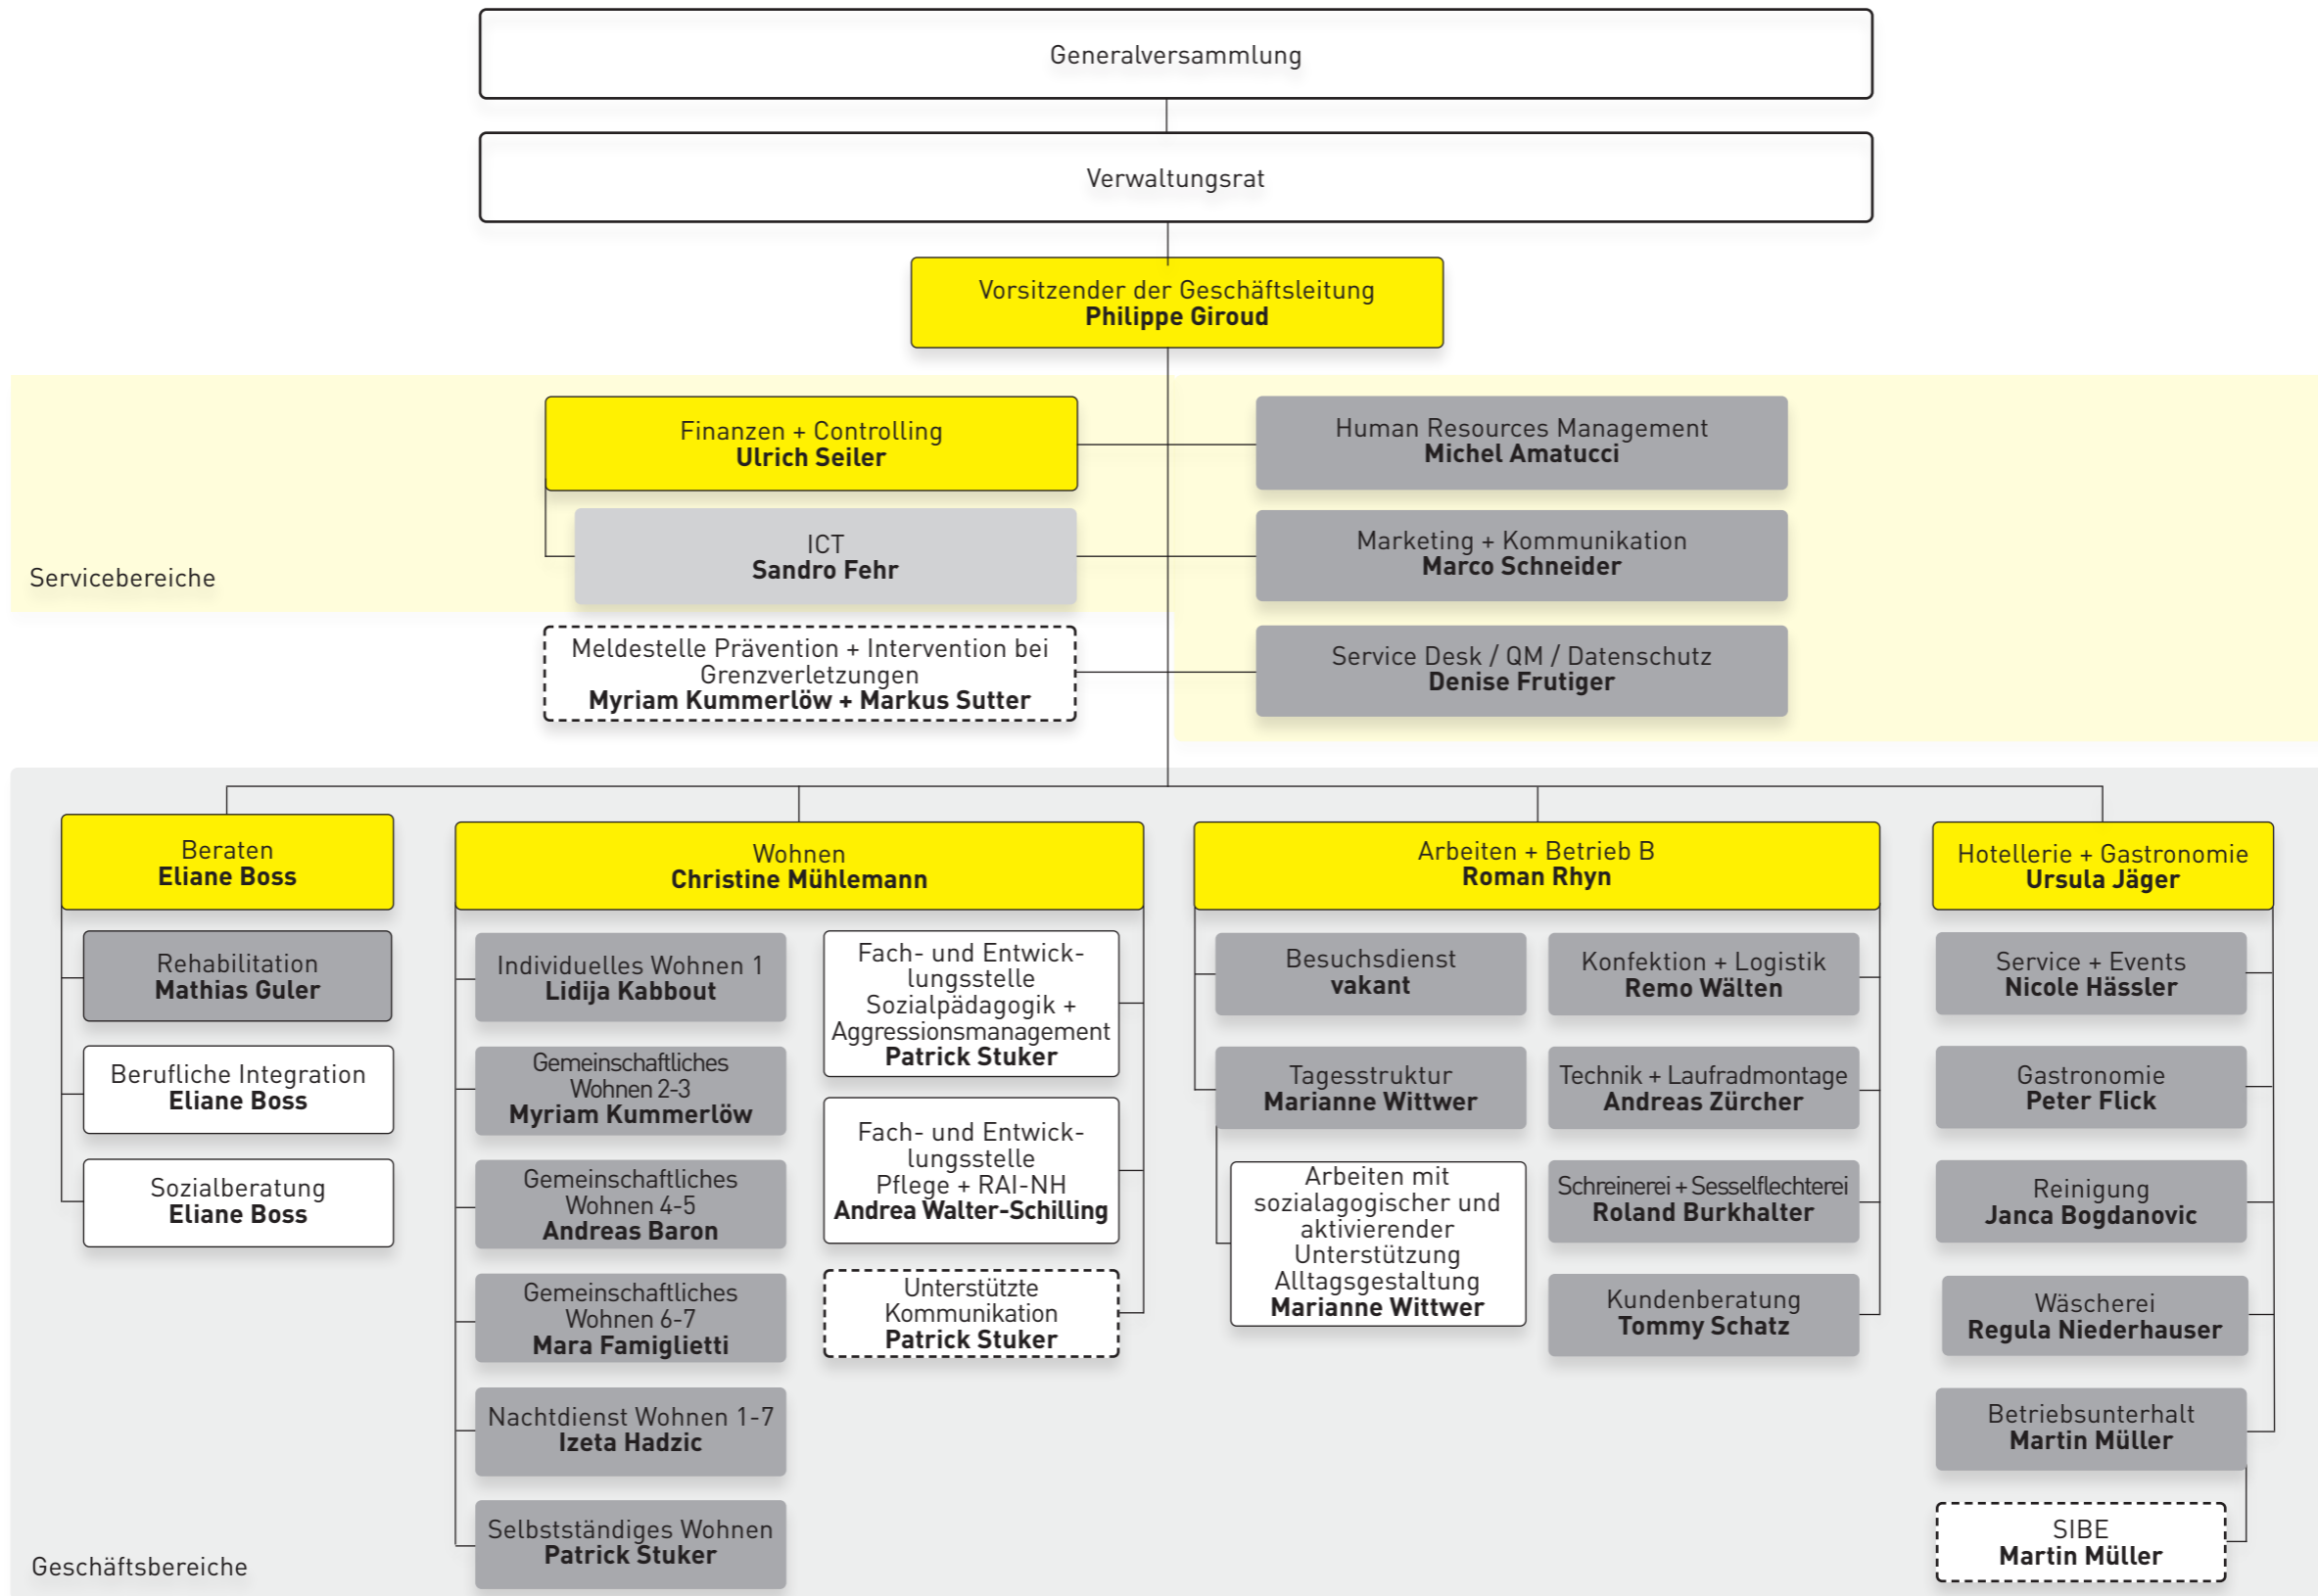 Generalversammlung
Verwaltungsrat
Vorsitzender der Geschäftsleitung
Philippe Giroud
Finanzen + Controlling
Ulrich Seiler
Human Resources Management
Michel Amatucci
ICT
Sandro Fehr
Marketing + Kommunikation
Marco Schneider
Servicebereiche
Meldestelle Prävention + Intervention bei
Grenzverletzungen
Myriam Kummerlöw + Markus Sutter
Service Desk / QM / Datenschutz
Denise Frutiger
Beraten
Eliane Boss
Rehabilitation
Mathias Guler
Berufliche Integration
Eliane Boss
Sozialberatung
Eliane Boss
Wohnen
Christine Mühlemann
Individuelles Wohnen 1
Lidija Kabbout
Gemeinschaftliches
Wohnen 2-3
Myriam Kummerlöw
Gemeinschaftliches
Wohnen 4-5
Andreas Baron
Gemeinschaftliches
Wohnen 6-7
Mara Famiglietti
Nachtdienst Wohnen 1-7
Izeta Hadzic
Selbstständiges Wohnen
Patrick Stuker
Fach- und Entwick-
lungsstelle
Sozialpädagogik +
Aggressionsmanagement
Patrick Stuker
Fach- und Entwick-
lungsstelle
Pflege + RAI-NH
Andrea Walter-Schilling
Unterstützte
Kommunikation
Patrick Stuker
Arbeiten + Betrieb B
Roman Rhyn
Besuchsdienst
vakant
Tagesstruktur
Marianne Wittwer
Arbeiten mit
sozialagogischer und
aktivierender
Unterstützung
Alltagsgestaltung
Marianne Wittwer
Konfektion + Logistik
Remo Wälten
Technik + Laufradmontage
Andreas Zürcher
Schreinerei + Sesselflechterei
Roland Burkhalter
Kundenberatung
Tommy Schatz
Hotellerie + Gastronomie
Ursula Jäger
Service + Events
Nicole Hässler
Gastronomie
Peter Flick
Reinigung
Janca Bogdanovic
Wäscherei
Regula Niederhauser
Betriebsunterhalt
Martin Müller
SIBE
Martin Müller
Geschäftsbereiche